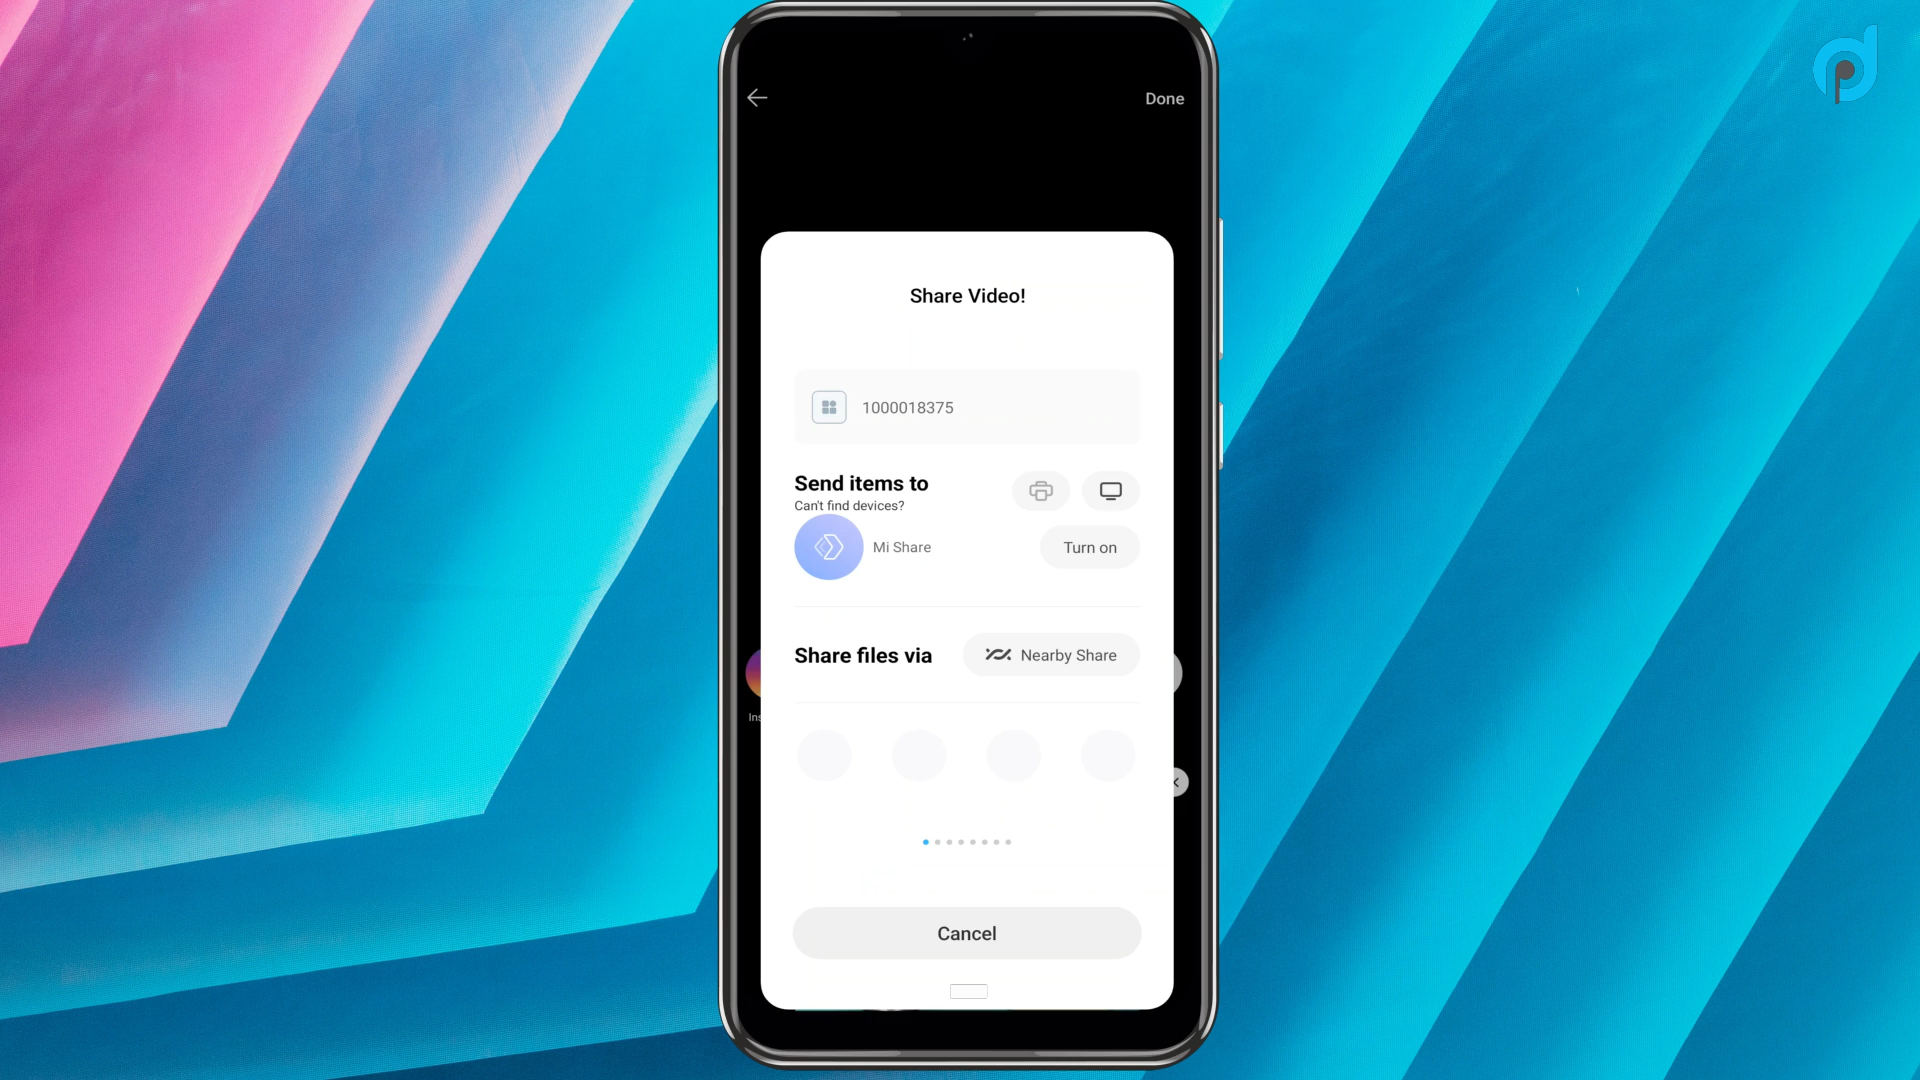 Done
Share Video!
1000018375
Send items to
Can't find devices?
Mi Share
Turn on
Share files via
Nearby Share
Ins
Cancel